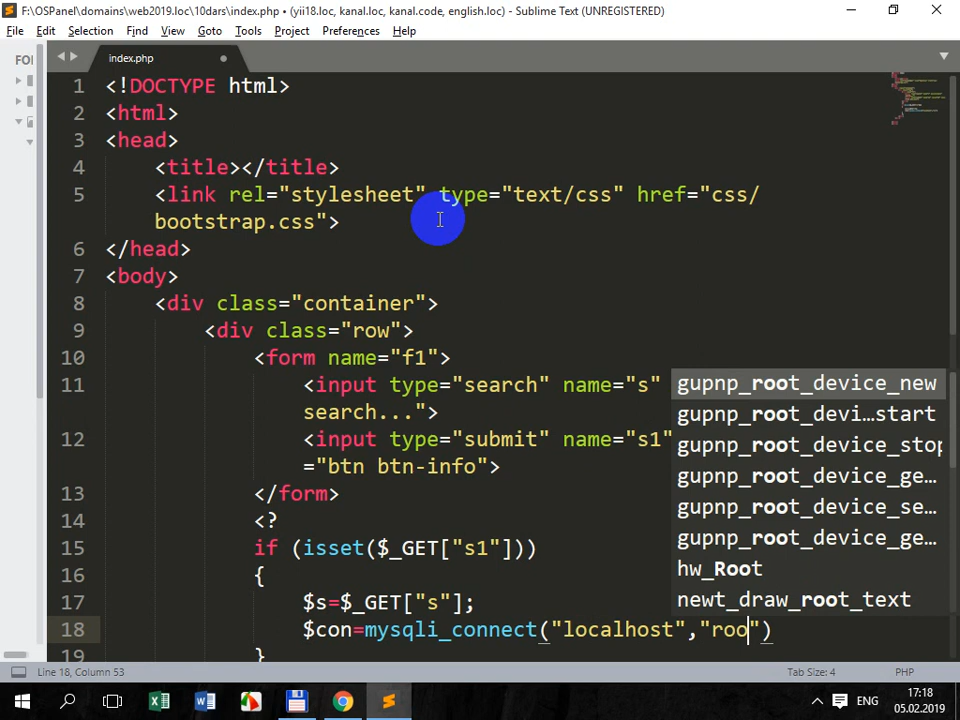 F:\OSPanel\domains\web2019.loc\10dars\index.php • (yii18.loc, kanal.loc, kanal.code, english.loc) - Sublime Text (UNREGISTERED)
File Edit Selection Find View Goto Tools Project Preferences Help
FOI
index.php
1 <!DOCTYPE html>
2 <html>
3 <head>
4 <title></title>
5 <link rel="stylesheet" type="text/css" href="css/
bootstrap.css">
6 </head>
7 <body>
8 <div class="container">
9 <div class="row">
10 <form name="f1">
11 <input type="search" name="s"
search...">
12 <input type="submit" name="s1"
="btn btn-info">
13 </form>
14 <?
15 if (isset($_GET["s1"]))
16 {
17 $s=$_GET["s"];
18 $con=mysqli_connect("localhost","roo")
19 }
gupnp_root_device_new
gupnp_root_devi…start
gupnp_root_device_stop
gupnp_root_device_ge…
gupnp_root_device_se…
gupnp_root_device_ge…
hw_Root
newt_draw_root_text
Line 18, Column 53
Tab Size: 4
PHP
ENG
17:18
05.02.2019